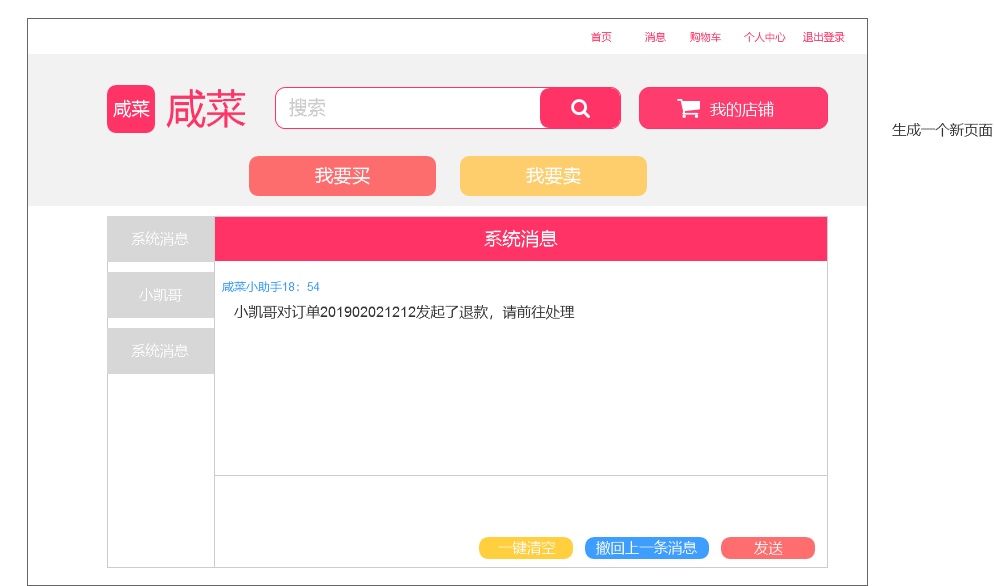 首页 消息 购物车 个人中心 退出登录
咸菜 咸菜 搜索 我的店铺
生成一个新页面
我要买 我要卖
系统消息 系统消息
咸菜小助手18：54
小凯哥
小凯哥对订单201902021212发起了退款，请前往处理
系统消息
一键清空 撤回上一条消息 发送